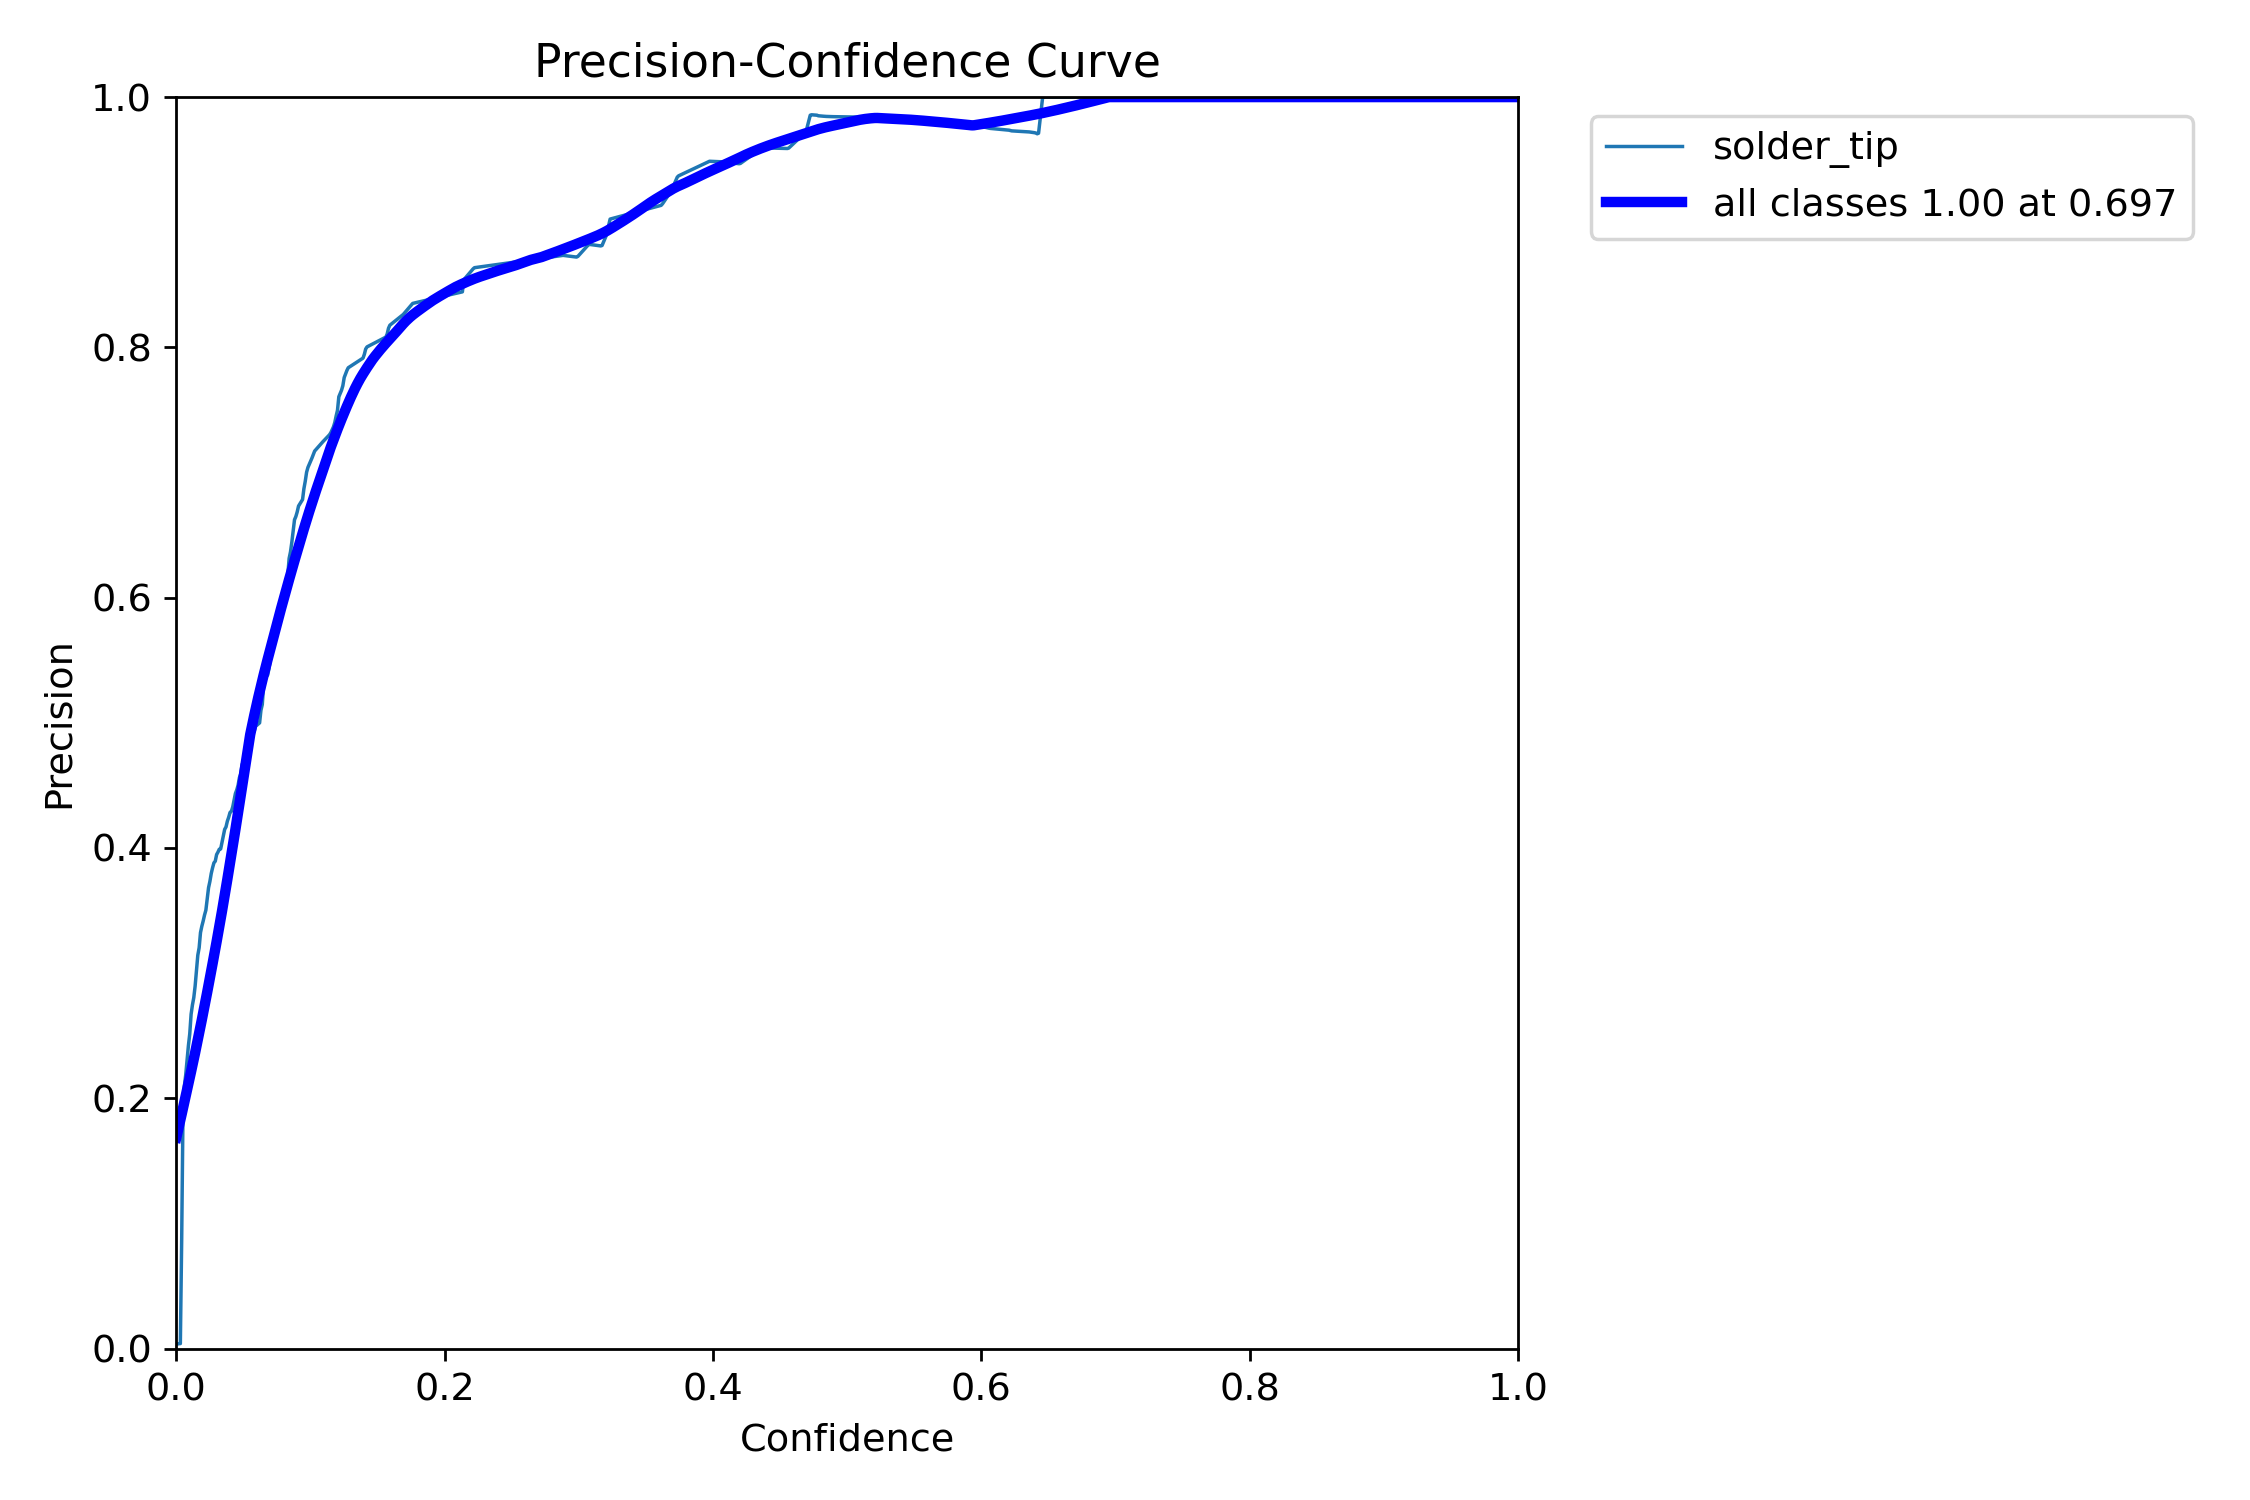 Precision-Confidence Curve
1.0
0.8
0.6
0.4
0.2
0.0
Precision
0.0 0.2 0.4 0.6 0.8 1.0
Confidence
solder_tip
all classes 1.00 at 0.697